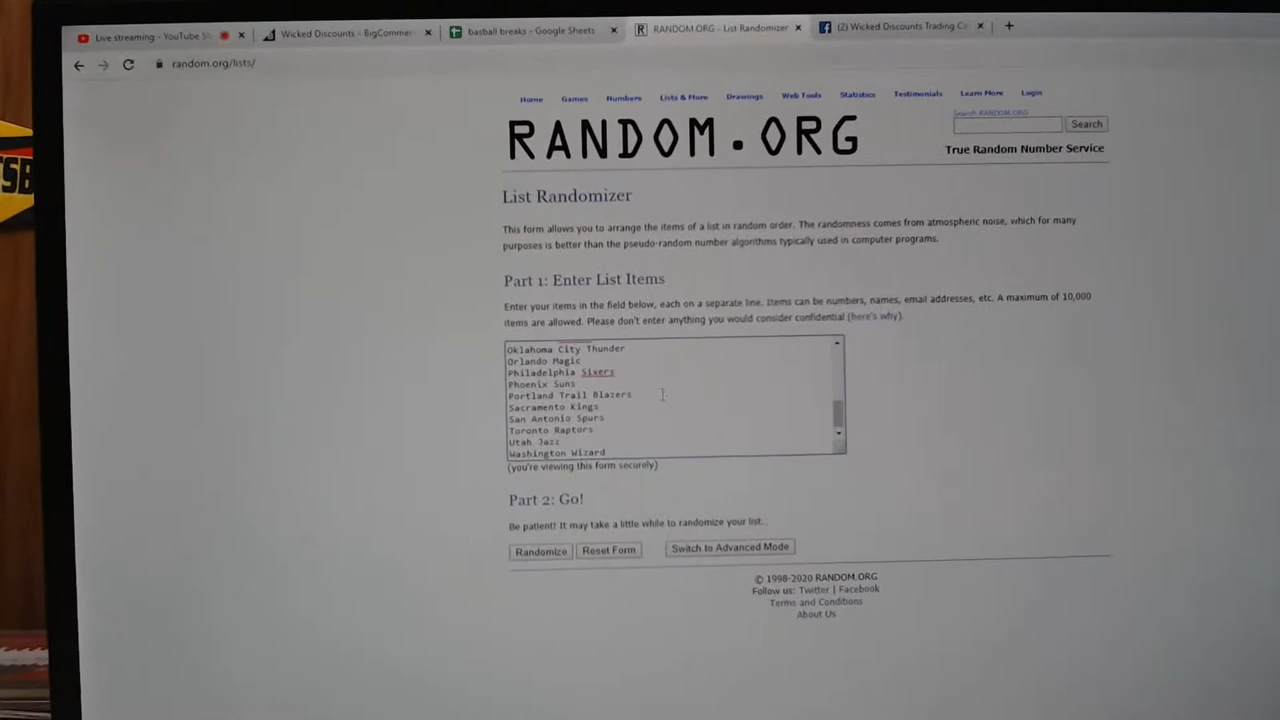 Live streaming - YouTube St
Wicked Discounts - BigCommer
basball breaks - Google Sheets
RANDOM.ORG - List Randomizer
(2) Wicked Discounts Trading Ca
random.org/lists/
Home Games Numbers Lists & More Drawings Web Tools Statistics Testimonials Learn More Login
Search RANDOM.ORG
Search
RANDOM.ORG
True Random Number Service
List Randomizer
This form allows you to arrange the items of a list in random order. The randomness comes from atmospheric noise, which for many
purposes is better than the pseudo-random number algorithms typically used in computer programs.
Part 1: Enter List Items
Enter your items in the field below, each on a separate line. Items can be numbers, names, email addresses, etc. A maximum of 10,000
items are allowed. Please don't enter anything you would consider confidential (here's why).
Oklahoma City Thunder
Orlando Magic
Philadelphia Sixers
Phoenix Suns
Portland Trail Blazers
Sacramento Kings
San Antonio Spurs
Toronto Raptors
Utah Jazz
Washington Wizard
(you're viewing this form securely)
Part 2: Go!
Be patient! It may take a little while to randomize your list...
Randomize Reset Form Switch to Advanced Mode
© 1998-2020 RANDOM.ORG
Follow us: Twitter | Facebook
Terms and Conditions
About Us